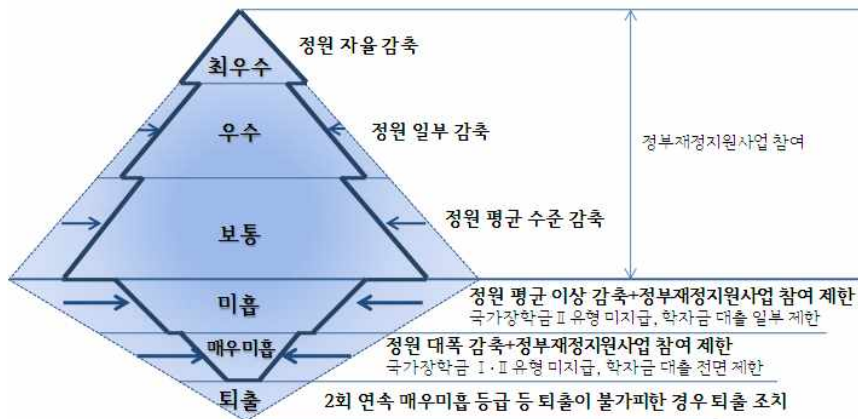 정원 자율 감축
최우수
우수
정원 일부 감축
정부재정지원사업 참여
보통
정원 평균 수준 감축
미흡
정원 평균 이상 감축+정부재정지원사업 참여 제한
국가장학금Ⅱ유형 미지급, 학자금 대출 일부 제한
매우미흡
정원 대폭 감축+정부재정지원사업 참여 제한
국가장학금 Ⅰ·Ⅱ유형 미지급, 학자금 대출 전면 제한
퇴출
2회 연속 매우미흡 등급 등 퇴출이 불가피한 경우 퇴출 조치